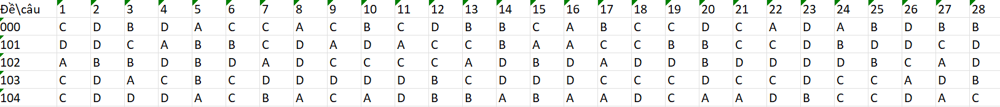 Đề\câu 1 2 3 4 5 6 7 8 9 10 11 12 13 14 15 16 17 18 19 20 21 22 23 24 25 26 27 28
000 C D B D A C C A C B C D B B C A B C C D C A D A B D B B
101 D D C A B B C D A D A C C B A A C C B B C C D B D D C D
102 A B B D B D A D C C C C A D B D A D D B D D D D B C A D
103 C D A C B C D D D D D B C D D D C C C D C C D C C A D B
104 C D D D A C B A C A D B B A B A A D C A A D B C C D A C